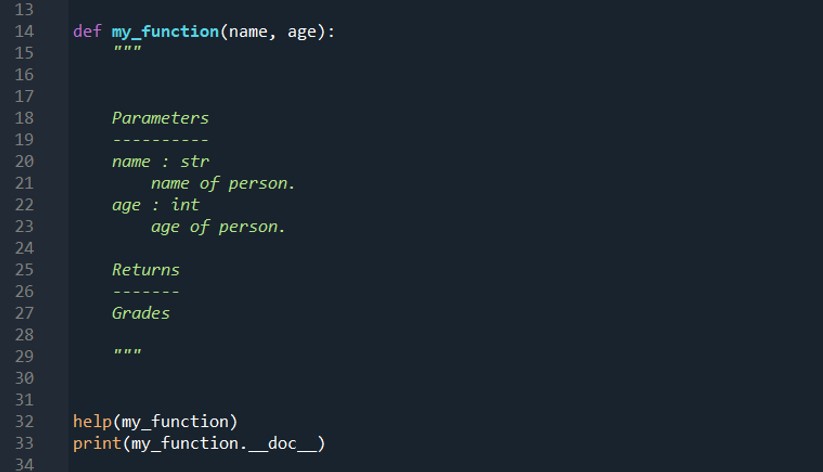 13
14 def my_function(name, age):
15     """
16
17
18     Parameters
19     ----------
20     name : str
21         name of person.
22     age : int
23         age of person.
24
25     Returns
26     -------
27     Grades
28
29     """
30
31
32 help(my_function)
33 print(my_function.__doc__)
34